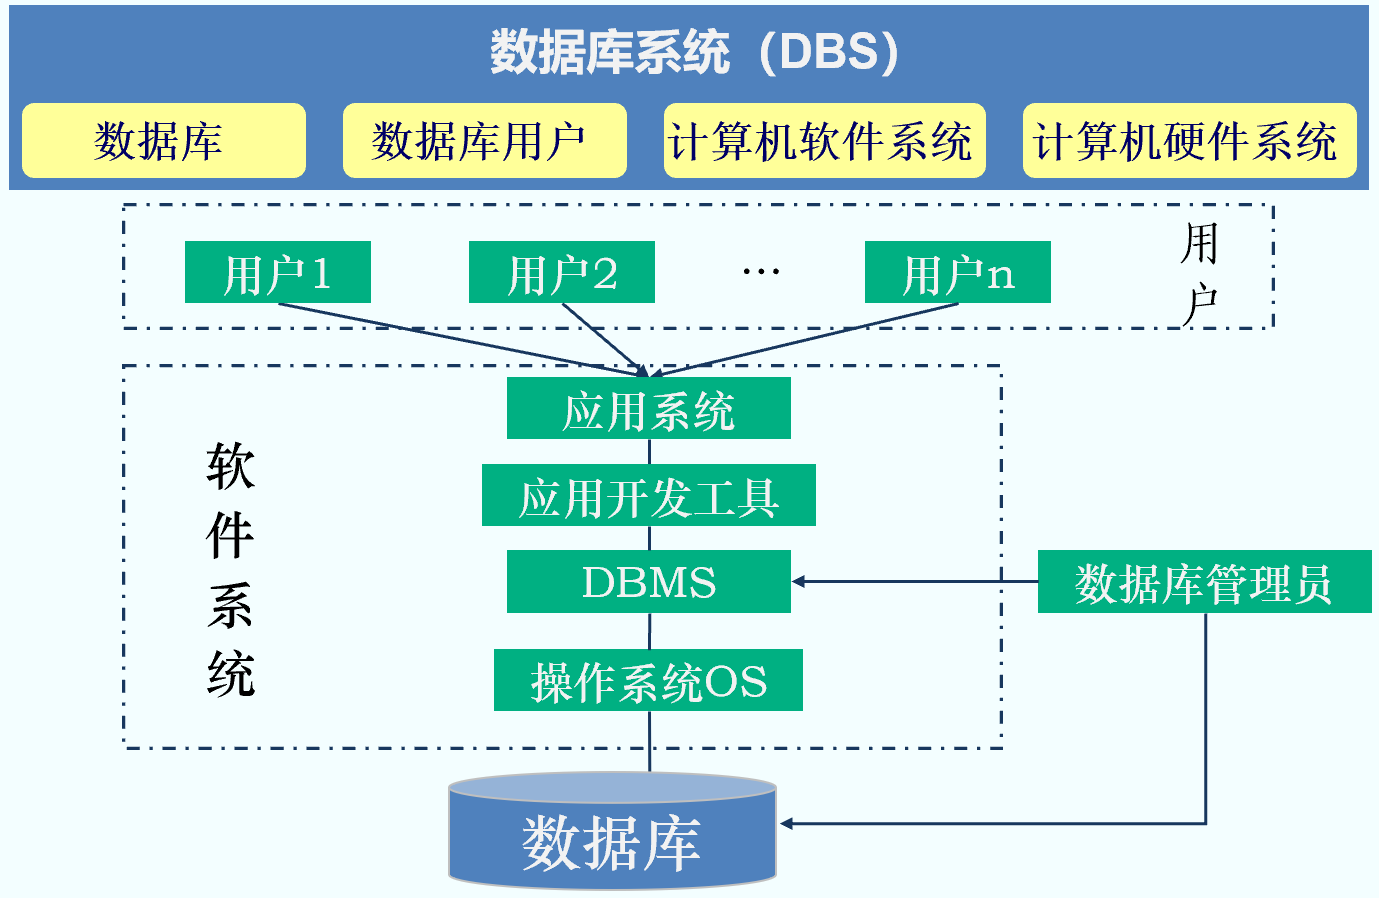 数据库系统（DBS）
数据库
数据库用户
计算机软件系统
计算机硬件系统
用户1
用户2
…
用户n
用户
应用系统
应用开发工具
DBMS
操作系统OS
软件系统
数据库管理员
数据库